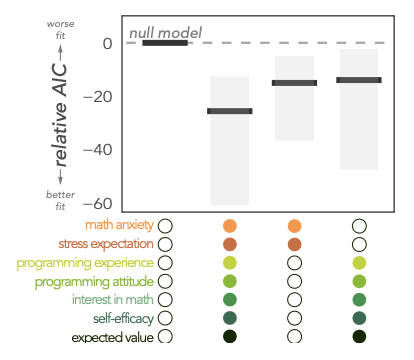 worse
fit
relative AIC
better
fit
0
−20
−40
−60
null model
math anxiety
stress expectation
programming experience
programming attitude
interest in math
self-efficacy
expected value